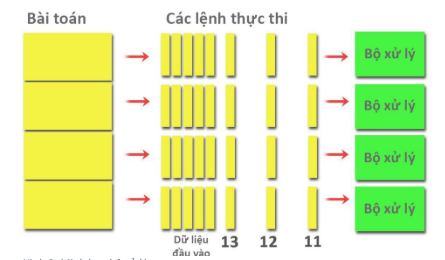 Bài toán
Các lệnh thực thi
Bộ xử lý
Bộ xử lý
Bộ xử lý
Bộ xử lý
Dữ liệu
đầu vào
13
12
11